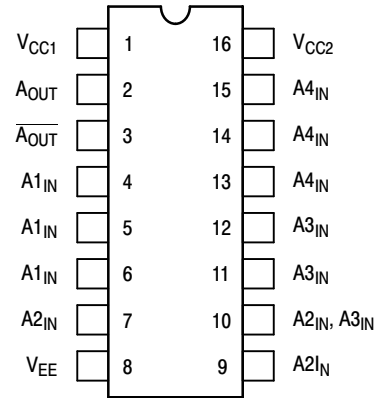 VCC1 1 16 VCC2
AOUT 2 15 A4IN
AOUT 3 14 A4IN
A1IN 4 13 A4IN
A1IN 5 12 A3IN
A1IN 6 11 A3IN
A2IN 7 10 A2IN, A3IN
VEE 8 9 A2IN